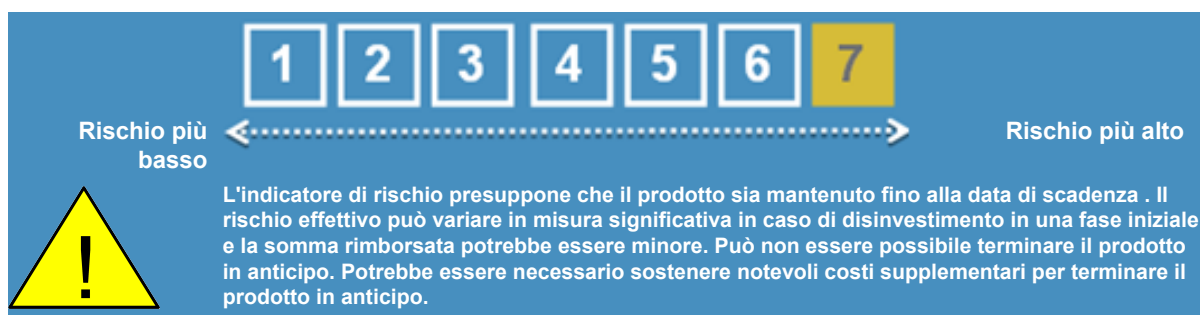 1 2 3 4 5 6 7
Rischio più
basso
Rischio più alto
L'indicatore di rischio presuppone che il prodotto sia mantenuto fino alla data di scadenza . Il
rischio effettivo può variare in misura significativa in caso di disinvestimento in una fase iniziale
e la somma rimborsata potrebbe essere minore. Può non essere possibile terminare il prodotto
in anticipo. Potrebbe essere necessario sostenere notevoli costi supplementari per terminare il
prodotto in anticipo.
!